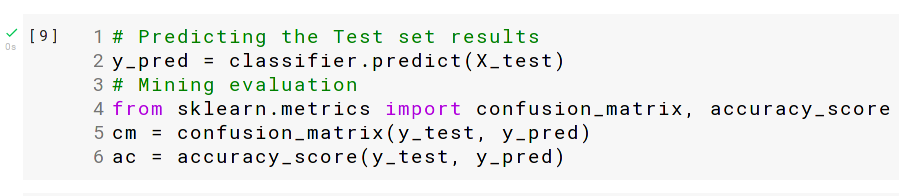 [9] 1 # Predicting the Test set results
0s 2 y_pred = classifier.predict(X_test)
3 # Mining evaluation
4 from sklearn.metrics import confusion_matrix, accuracy_score
5 cm = confusion_matrix(y_test, y_pred)
6 ac = accuracy_score(y_test, y_pred)